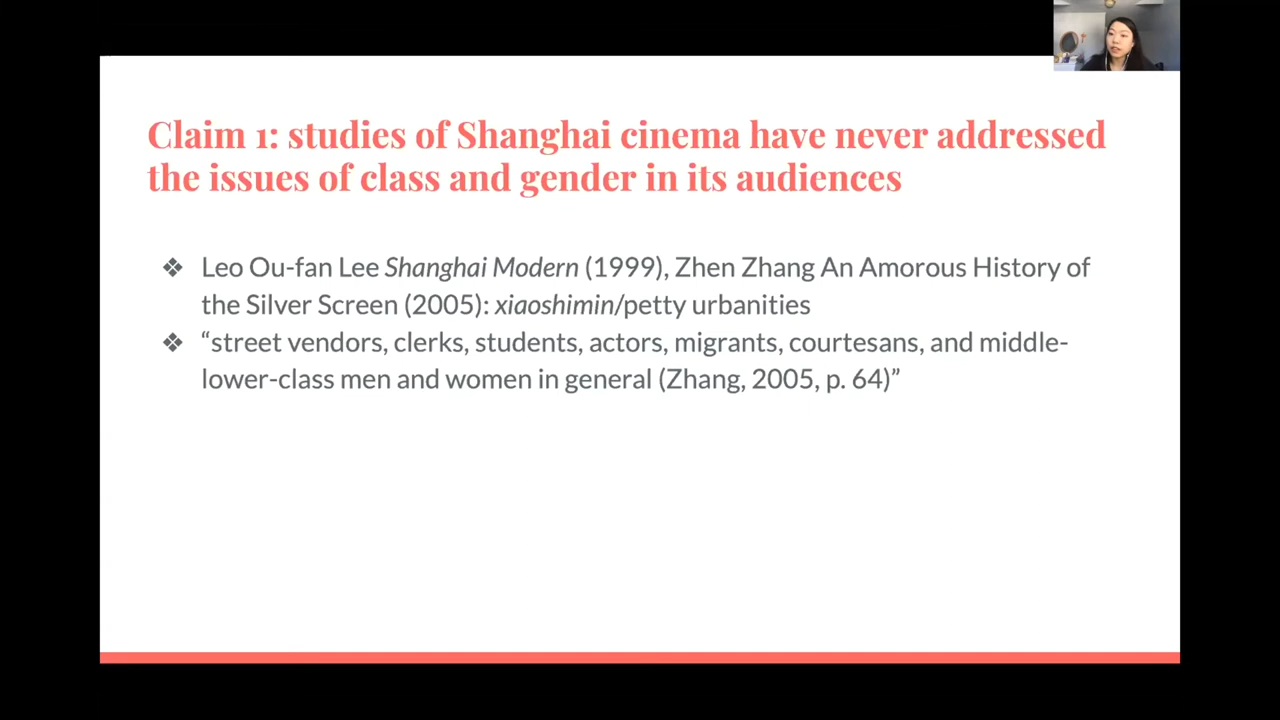 Claim 1: studies of Shanghai cinema have never addressed
the issues of class and gender in its audiences
❖ Leo Ou-fan Lee Shanghai Modern (1999), Zhen Zhang An Amorous History of
the Silver Screen (2005): xiaoshimin/petty urbanities
❖ “street vendors, clerks, students, actors, migrants, courtesans, and middle-
lower-class men and women in general (Zhang, 2005, p. 64)”